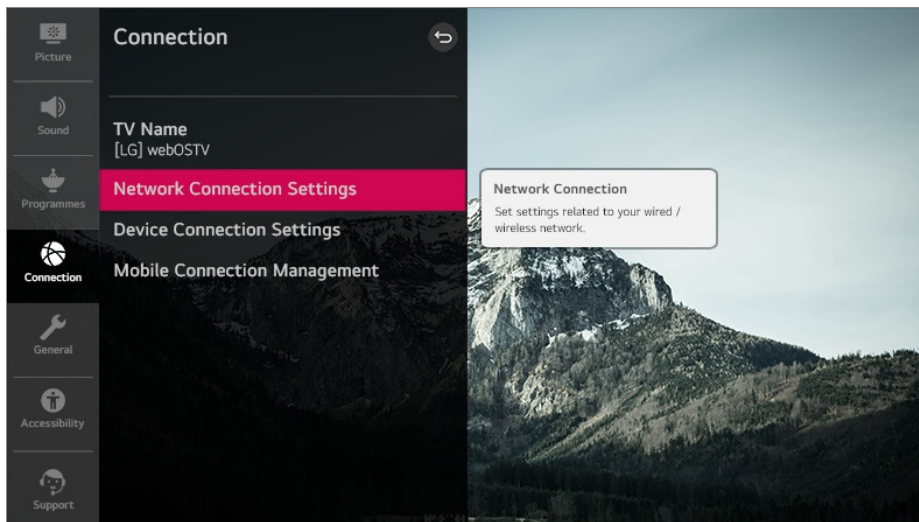 Picture
Sound
Programmes
Connection
General
Accessibility
Support
Connection
TV Name
[LG] webOSTV
Network Connection Settings
Device Connection Settings
Mobile Connection Management
Network Connection
Set settings related to your wired /
wireless network.